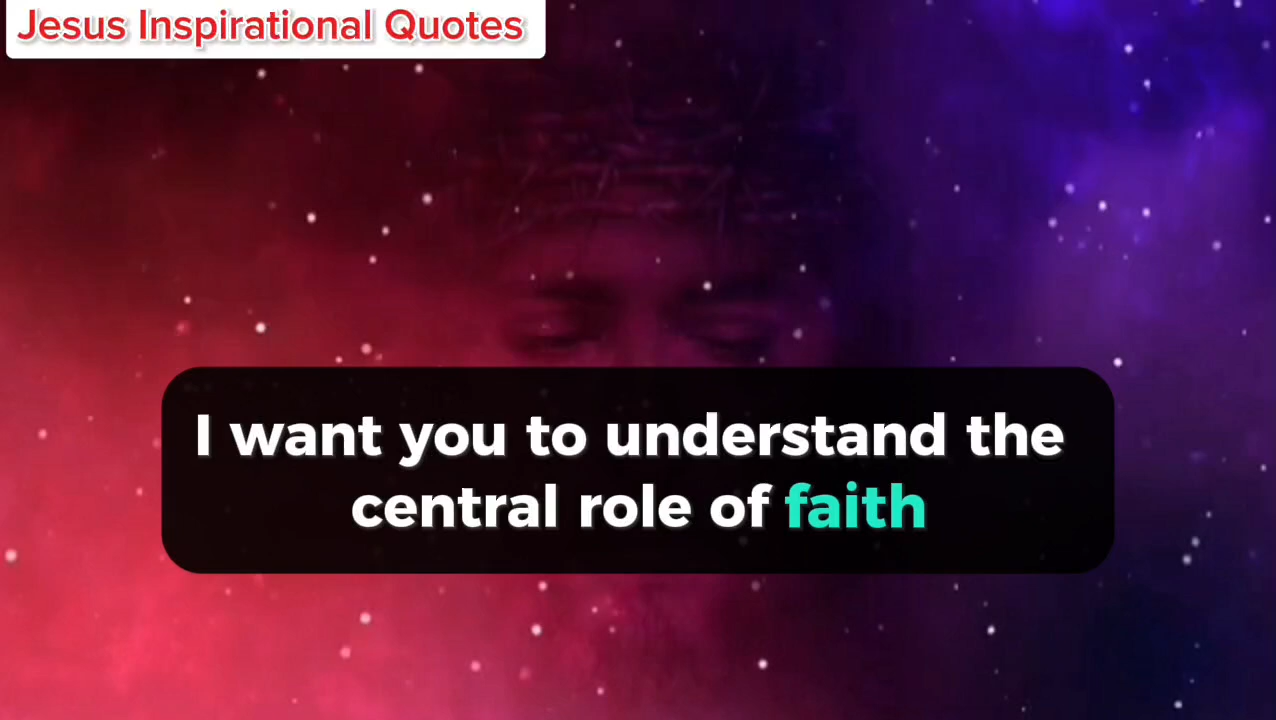 Jesus Inspirational Quotes
I want you to understand the
central role of faith